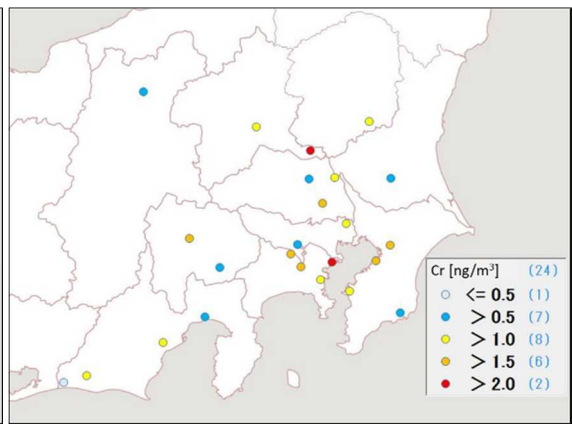 Cr [ng/m³] (24)
<= 0.5 (1)
> 0.5 (7)
> 1.0 (8)
> 1.5 (6)
> 2.0 (2)